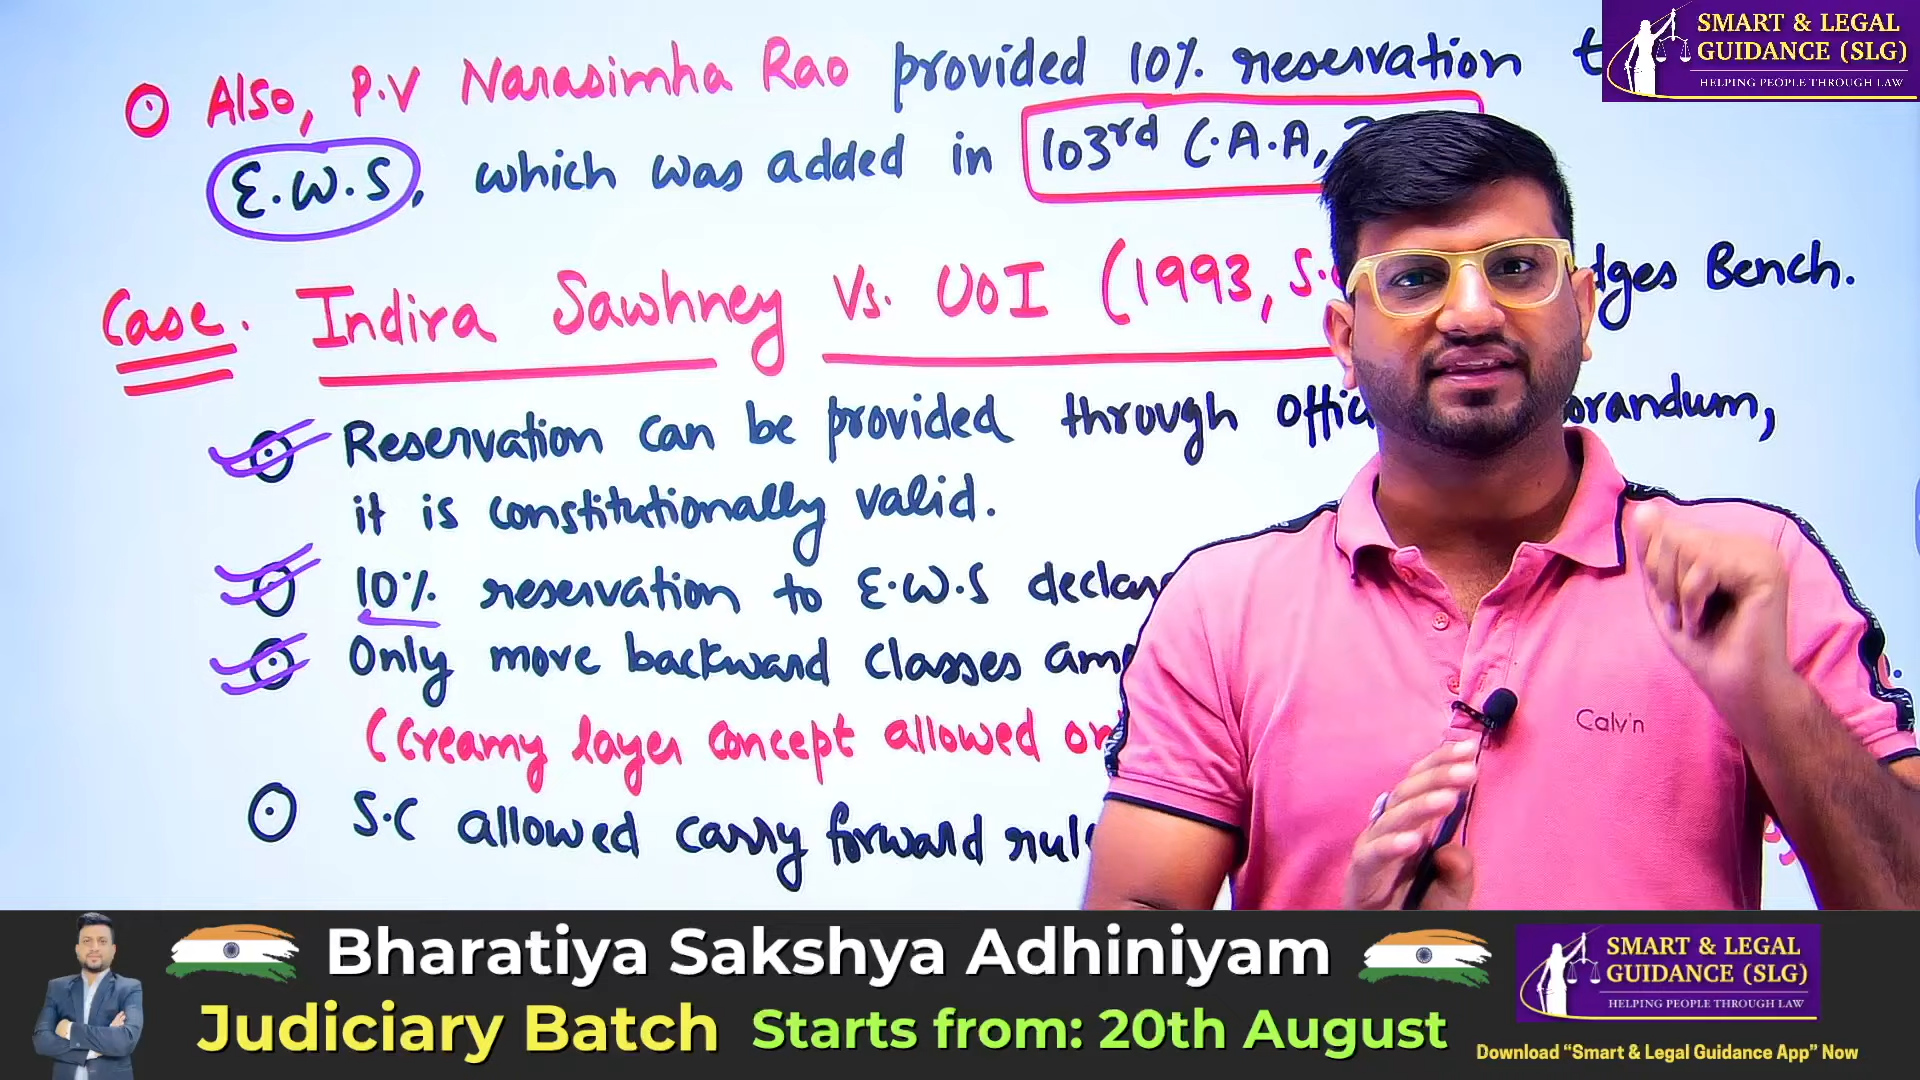 Also, P.V Narasimha Rao provided 10% reservation t
E.W.S, which was added in 103rd C.A.A,
Case. Indira Sawhney Vs. UOI (1993, S.C dges Bench.
Reservation can be provided through offic orandum,
it is constitutionally valid.
10% reservation to E.W.S declar
Only more backward classes am
(Creamy layer concept allowed on
S.C allowed carry forward rule
SMART & LEGAL
GUIDANCE (SLG)
HELPING PEOPLE THROUGH LAW
Calv'n
Bharatiya Sakshya Adhiniyam
Judiciary Batch Starts from: 20th August
SMART & LEGAL
GUIDANCE (SLG)
HELPING PEOPLE THROUGH LAW
Download “Smart & Legal Guidance App” Now